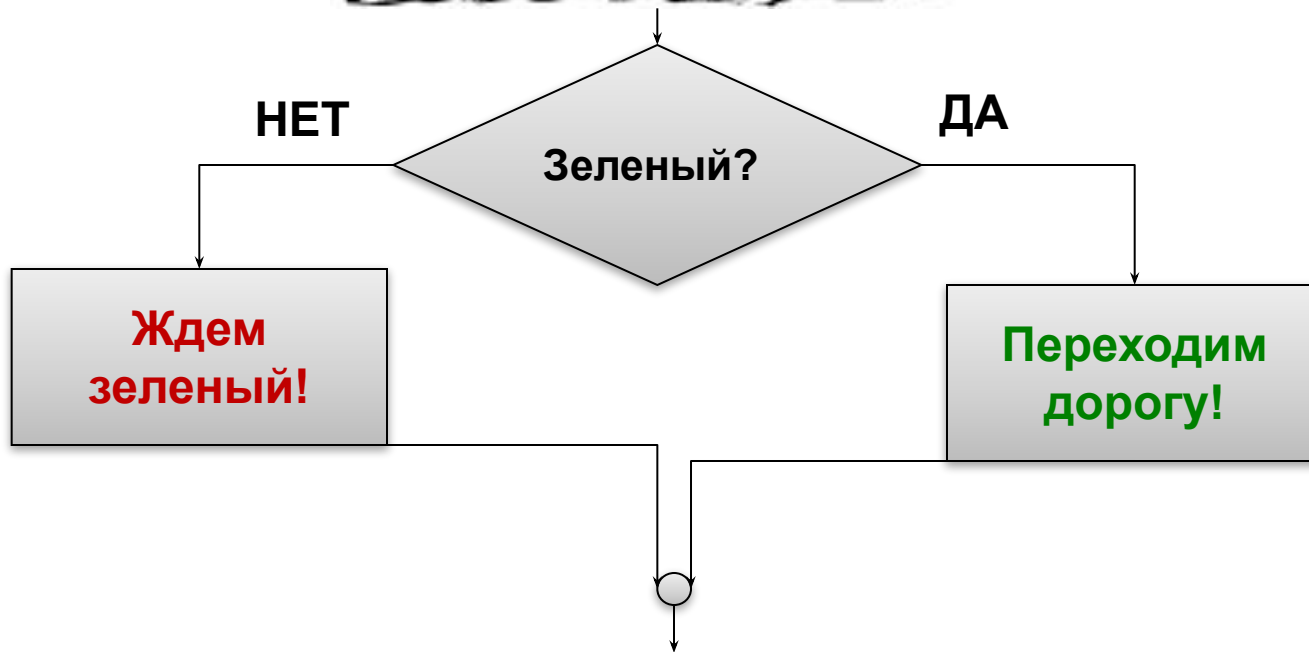 НЕТ
ДА
Зеленый?
Ждем
зеленый!
Переходим
дорогу!